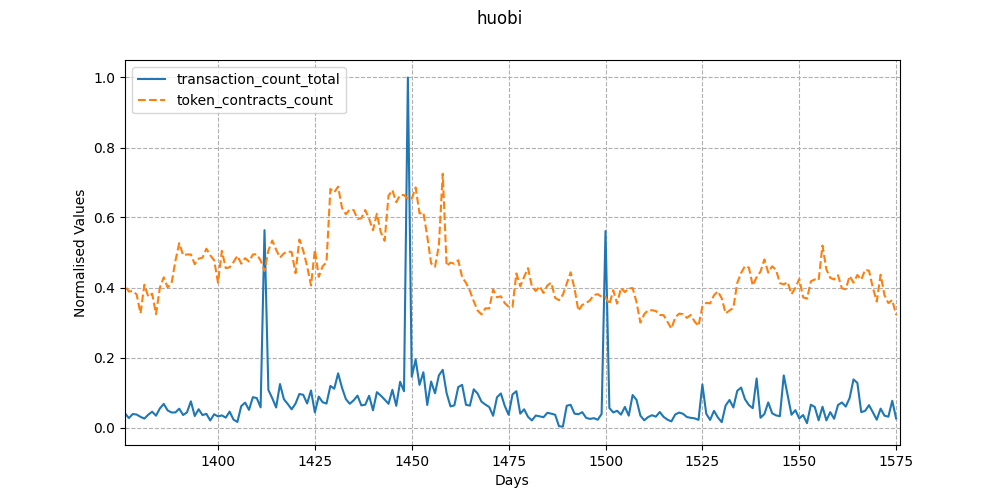 huobi
transaction_count_total
token_contracts_count
Normalised Values
1.0
0.8
0.6
0.4
0.2
0.0
1400 1425 1450 1475 1500 1525 1550 1575
Days